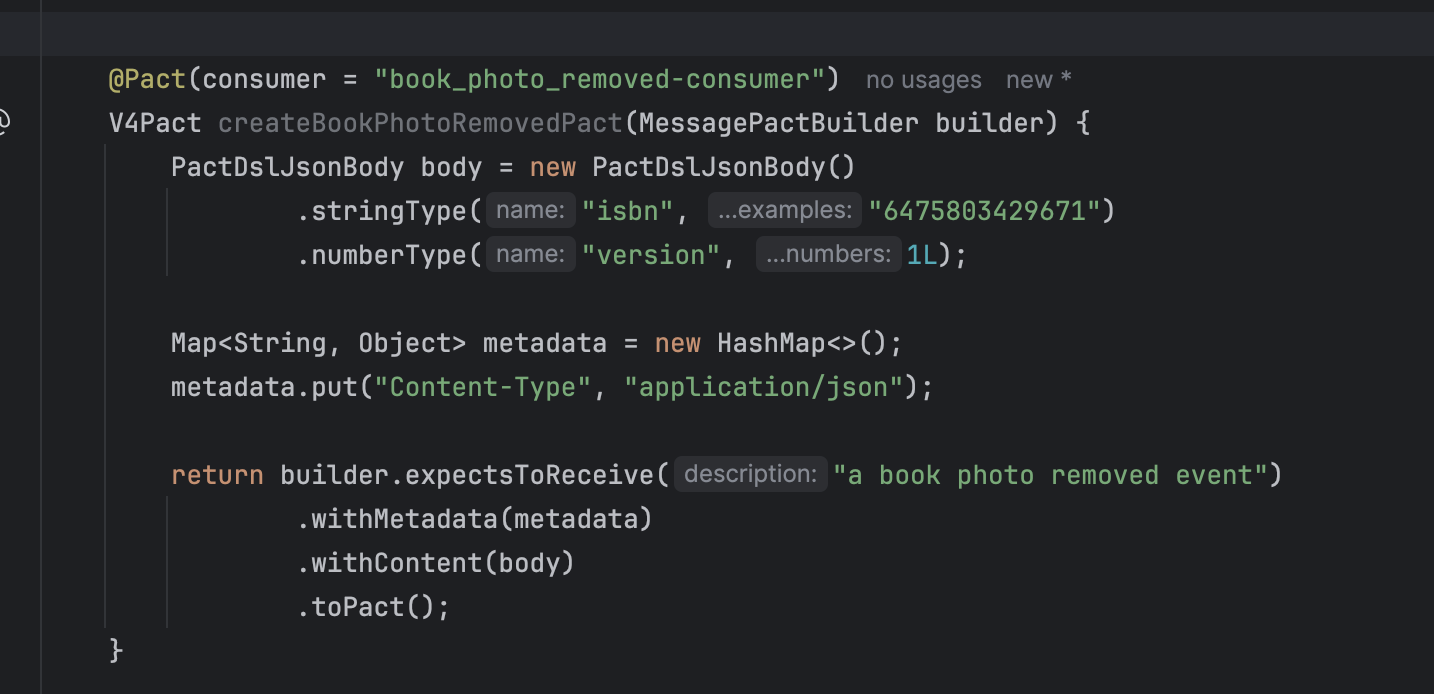 @Pact(consumer = "book_photo_removed-consumer") no usages new *
V4Pact createBookPhotoRemovedPact(MessagePactBuilder builder) {
PactDslJsonBody body = new PactDslJsonBody()
.stringType( name: "isbn", ...examples: "6475803429671")
.numberType( name: "version", ...numbers: 1L);
Map<String, Object> metadata = new HashMap<>();
metadata.put("Content-Type", "application/json");
return builder.expectsToReceive( description: "a book photo removed event")
.withMetadata(metadata)
.withContent(body)
.toPact();
}